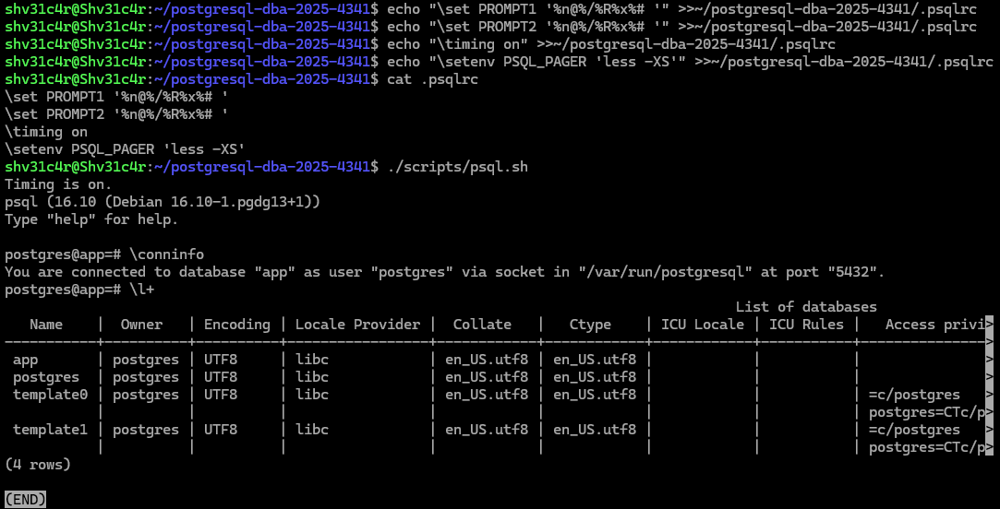 shv31c4r@Shv31c4r:~/postgresql-dba-2025-4341$ echo "\set PROMPT1 '%n@%/%R%x%# '" >>~/postgresql-dba-2025-4341/.psqlrc
shv31c4r@Shv31c4r:~/postgresql-dba-2025-4341$ echo "\set PROMPT2 '%n@%/%R%x%# '" >>~/postgresql-dba-2025-4341/.psqlrc
shv31c4r@Shv31c4r:~/postgresql-dba-2025-4341$ echo "\timing on" >>~/postgresql-dba-2025-4341/.psqlrc
shv31c4r@Shv31c4r:~/postgresql-dba-2025-4341$ echo "\setenv PSQL_PAGER 'less -XS'" >>~/postgresql-dba-2025-4341/.psqlrc
shv31c4r@Shv31c4r:~/postgresql-dba-2025-4341$ cat .psqlrc
\set PROMPT1 '%n@%/%R%x%# '
\set PROMPT2 '%n@%/%R%x%# '
\timing on
\setenv PSQL_PAGER 'less -XS'
shv31c4r@Shv31c4r:~/postgresql-dba-2025-4341$ ./scripts/psql.sh
Timing is on.
psql (16.10 (Debian 16.10-1.pgdg13+1))
Type "help" for help.

postgres@app=# \conninfo
You are connected to database "app" as user "postgres" via socket in "/var/run/postgresql" at port "5432".
postgres@app=# \l+
                                                                                        List of databases
   Name    |  Owner   | Encoding | Locale Provider |  Collate   |   Ctype    | ICU Locale | ICU Rules |   Access privi>
-----------+----------+----------+-----------------+------------+------------+------------+-----------+--------------->
 app       | postgres | UTF8     | libc            | en_US.utf8 | en_US.utf8 |            |           |               >
 postgres  | postgres | UTF8     | libc            | en_US.utf8 | en_US.utf8 |            |           |               >
 template0 | postgres | UTF8     | libc            | en_US.utf8 | en_US.utf8 |            |           | =c/postgres   >
           |          |          |                 |            |            |            |           | postgres=CTc/p>
 template1 | postgres | UTF8     | libc            | en_US.utf8 | en_US.utf8 |            |           | =c/postgres   >
           |          |          |                 |            |            |            |           | postgres=CTc/p>
(4 rows)

(END)